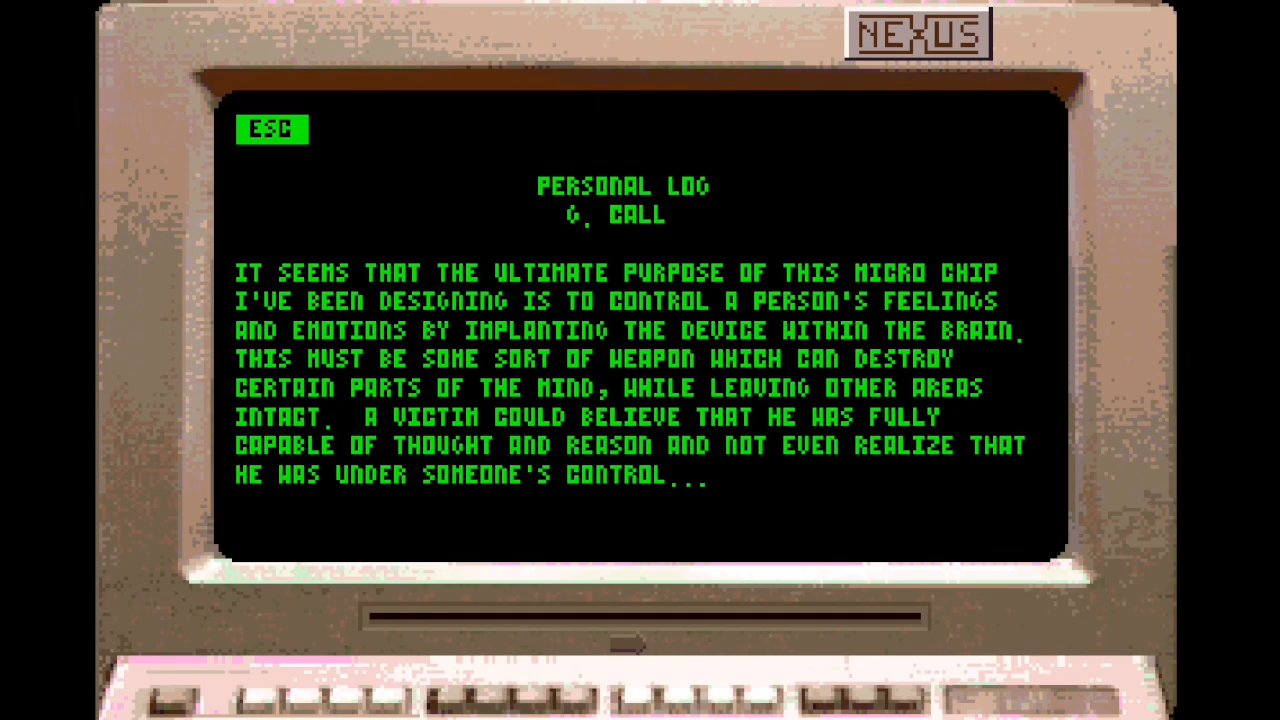 NEXUS
ESC
PERSONAL LOG
G. CALL
IT SEEMS THAT THE ULTIMATE PURPOSE OF THIS MICRO CHIP
I'VE BEEN DESIGNING IS TO CONTROL A PERSON'S FEELINGS
AND EMOTIONS BY IMPLANTING THE DEVICE WITHIN THE BRAIN.
THIS MUST BE SOME SORT OF WEAPON WHICH CAN DESTROY
CERTAIN PARTS OF THE MIND, WHILE LEAVING OTHER AREAS
INTACT.  A VICTIM COULD BELIEVE THAT HE WAS FULLY
CAPABLE OF THOUGHT AND REASON AND NOT EVEN REALIZE THAT
HE WAS UNDER SOMEONE'S CONTROL...